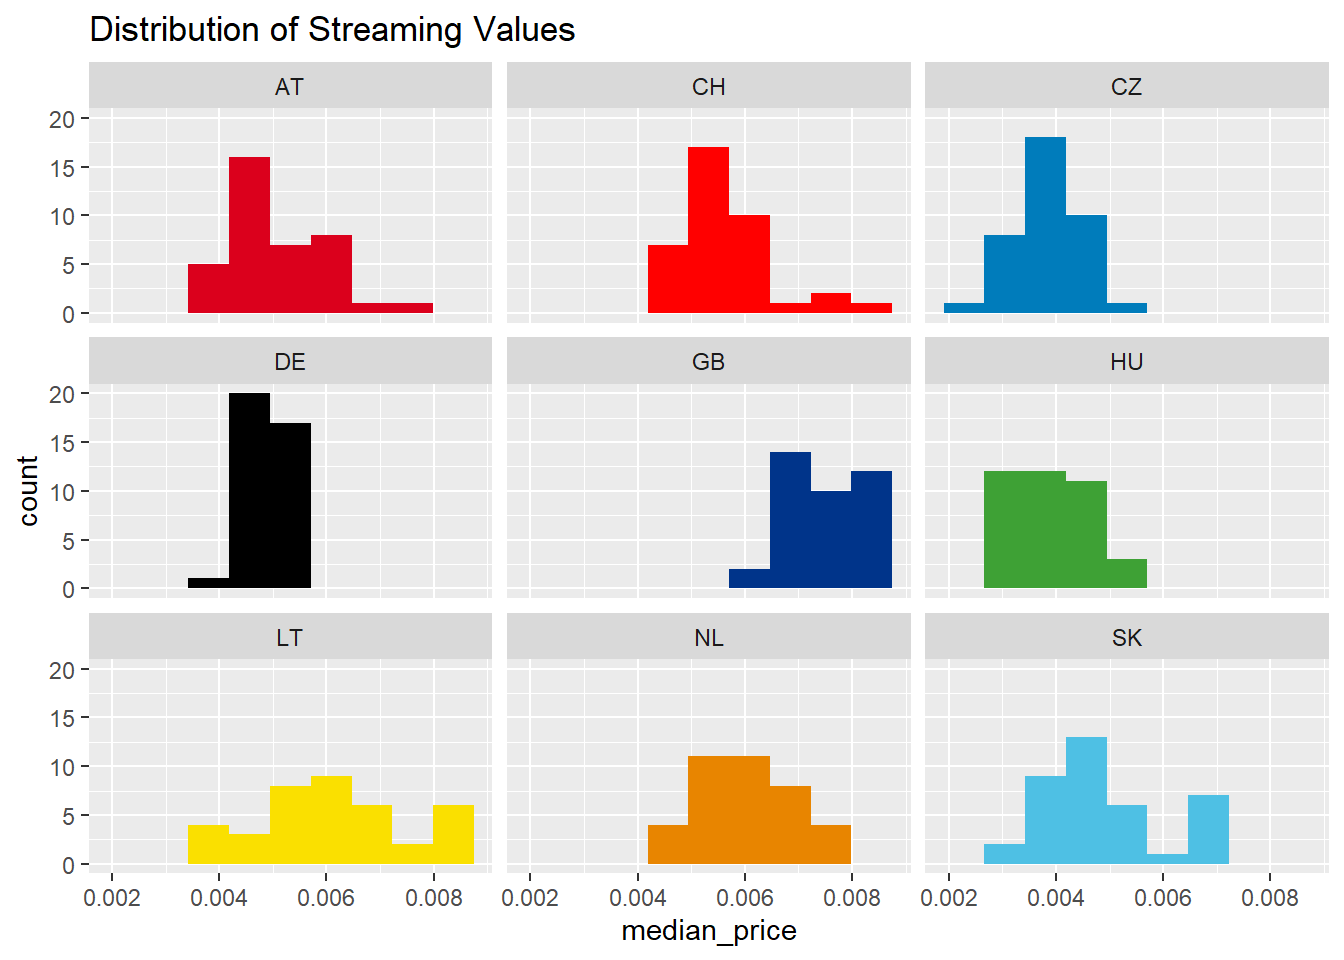 Distribution of Streaming Values
AT
CH
CZ
20
15
10
5
0
DE
GB
HU
20
15
10
5
0
count
LT
NL
SK
20
15
10
5
0
0.002 0.004 0.006 0.008 0.002 0.004 0.006 0.008 0.002 0.004 0.006 0.008
median_price